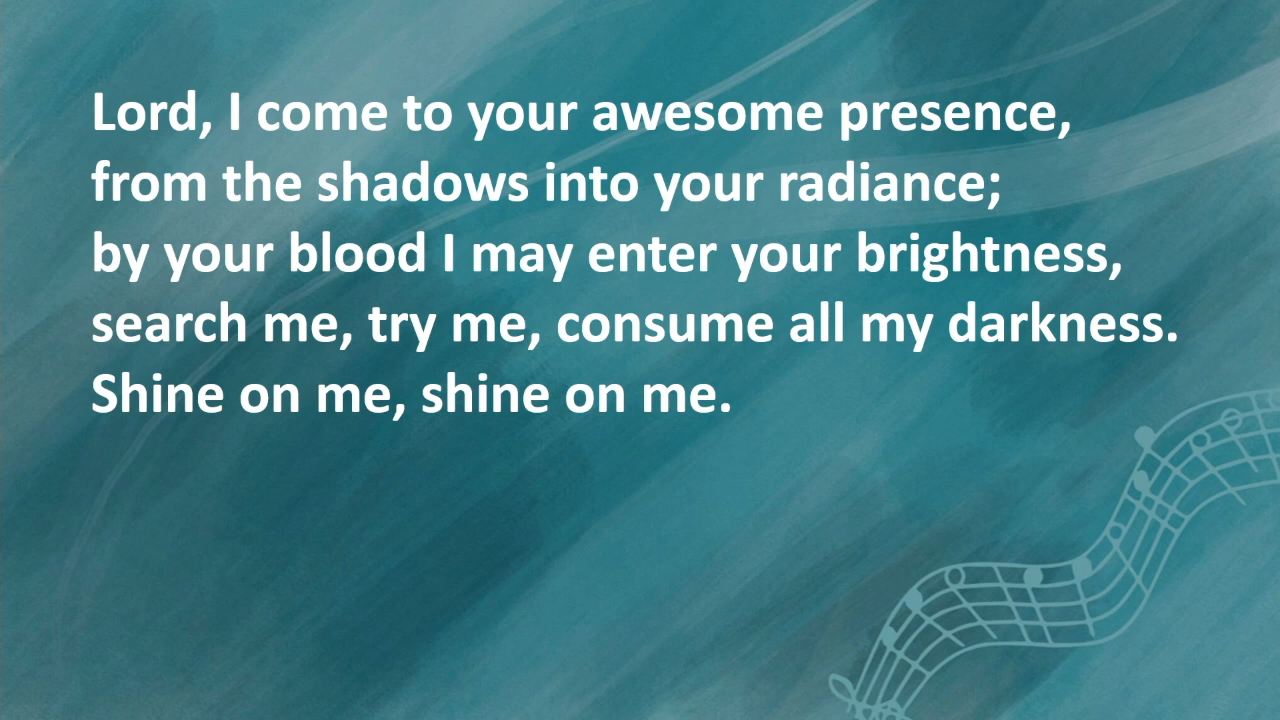 Lord, I come to your awesome presence,
from the shadows into your radiance;
by your blood I may enter your brightness,
search me, try me, consume all my darkness.
Shine on me, shine on me.